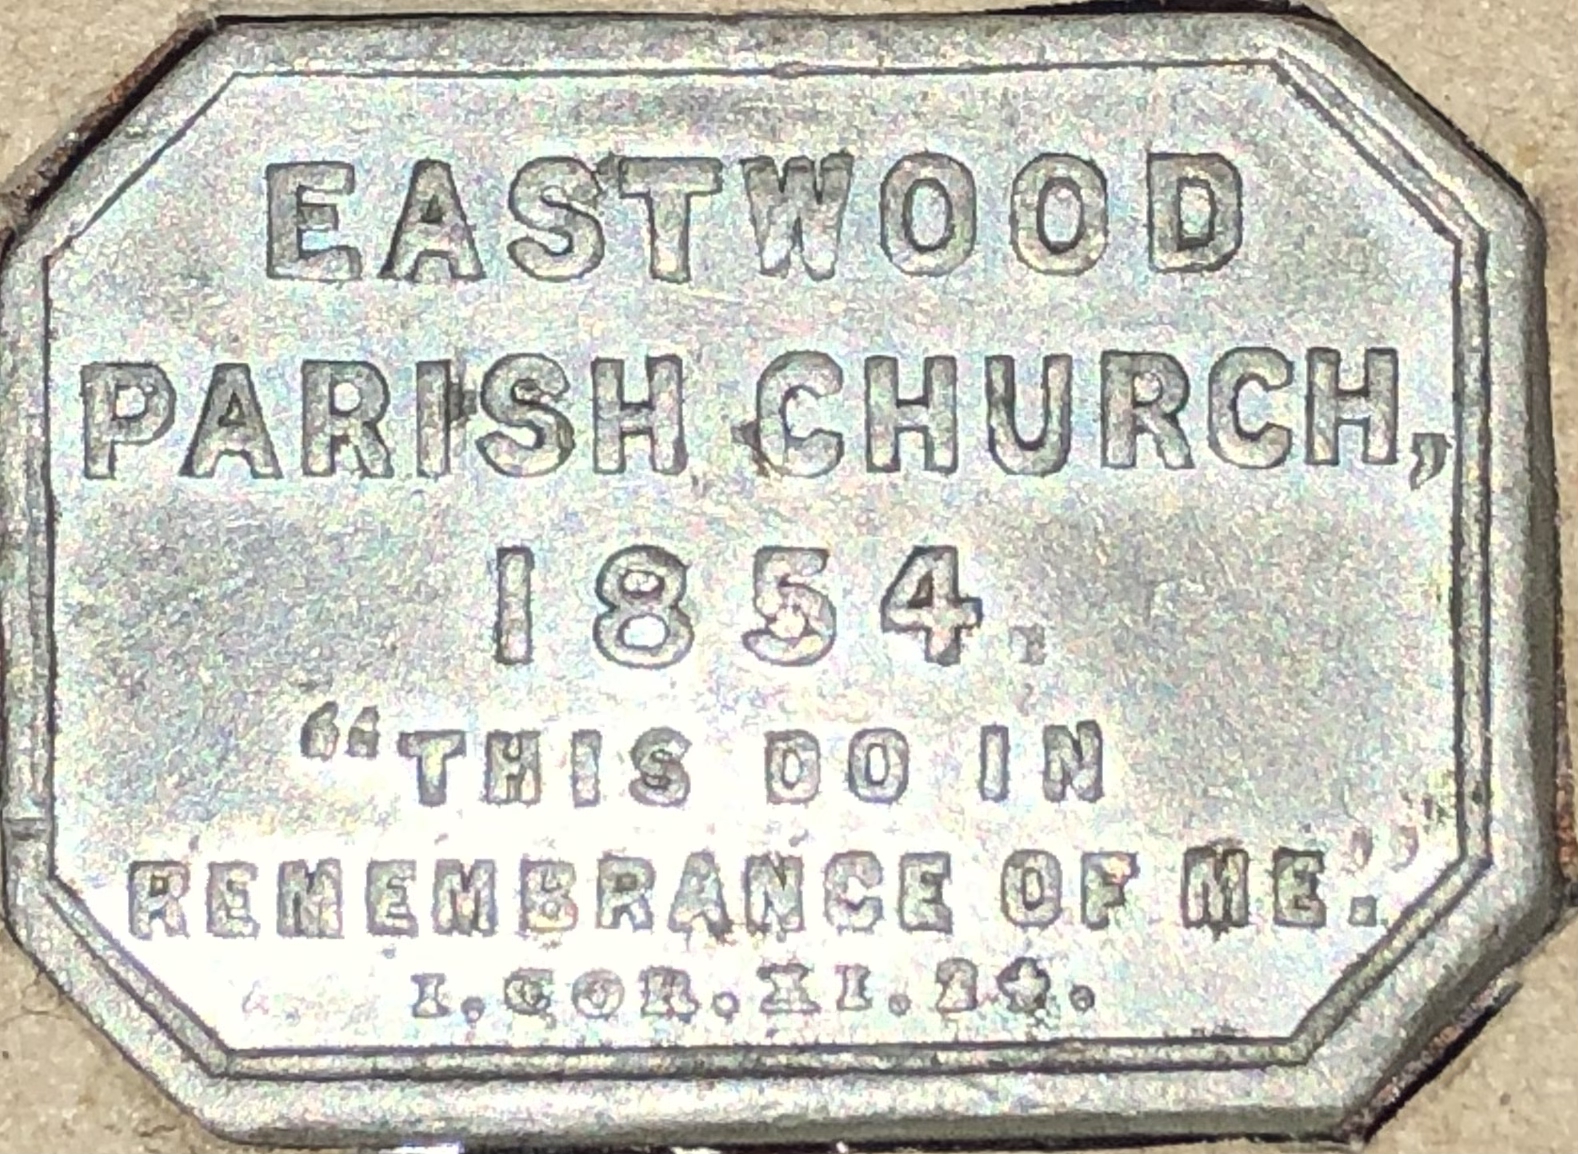 EASTWOOD
PARISH CHURCH,
1854.
“THIS DO IN
REMEMBRANCE OF ME.”
I. COR. XI. 24.